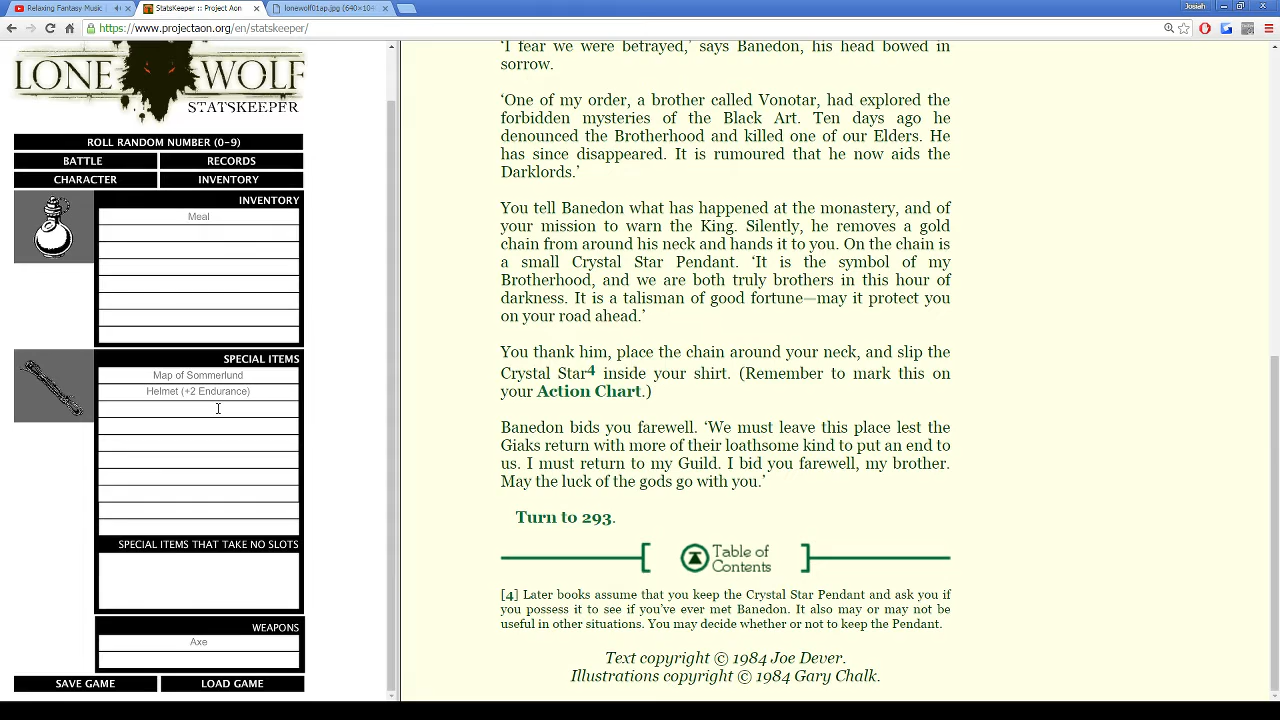 Relaxing Fantasy Music
StatsKeeper :: Project Aon
lonewolf01ap.jpg (640×10
Josiah
https://www.projectaon.org/en/statskeeper/
LONE WOLF
STATSKEEPER
ROLL RANDOM NUMBER (0-9)
BATTLE
RECORDS
CHARACTER
INVENTORY
INVENTORY
Meal
SPECIAL ITEMS
Map of Sommerlund
Helmet (+2 Endurance)
SPECIAL ITEMS THAT TAKE NO SLOTS
WEAPONS
Axe
SAVE GAME
LOAD GAME
‘I fear we were betrayed,’ says Banedon, his head bowed in
sorrow.
‘One of my order, a brother called Vonotar, had explored the
forbidden mysteries of the Black Art. Ten days ago he
denounced the Brotherhood and killed one of our Elders. He
has since disappeared. It is rumoured that he now aids the
Darklords.’
You tell Banedon what has happened at the monastery, and of
your mission to warn the King. Silently, he removes a gold
chain from around his neck and hands it to you. On the chain is
a small Crystal Star Pendant. ‘It is the symbol of my
Brotherhood, and we are both truly brothers in this hour of
darkness. It is a talisman of good fortune—may it protect you
on your road ahead.’
You thank him, place the chain around your neck, and slip the
Crystal Star4 inside your shirt. (Remember to mark this on
your Action Chart.)
Banedon bids you farewell. ‘We must leave this place lest the
Giaks return with more of their loathsome kind to put an end to
us. I must return to my Guild. I bid you farewell, my brother.
May the luck of the gods go with you.’
Turn to 293.
Table of
Contents
[4] Later books assume that you keep the Crystal Star Pendant and ask you if
you possess it to see if you’ve ever met Banedon. It also may or may not be
useful in other situations. You may decide whether or not to keep the Pendant.
Text copyright © 1984 Joe Dever.
Illustrations copyright © 1984 Gary Chalk.